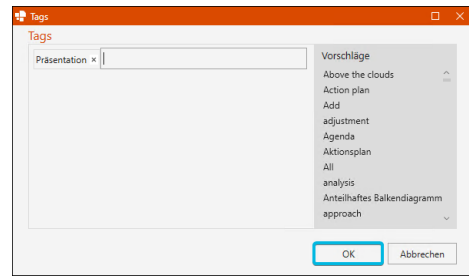 Tags
Tags
Präsentation ×
Vorschläge
Above the clouds
Action plan
Add
adjustment
Agenda
Aktionsplan
All
analysis
Anteilhaftes Balkendiagramm
approach
OK
Abbrechen